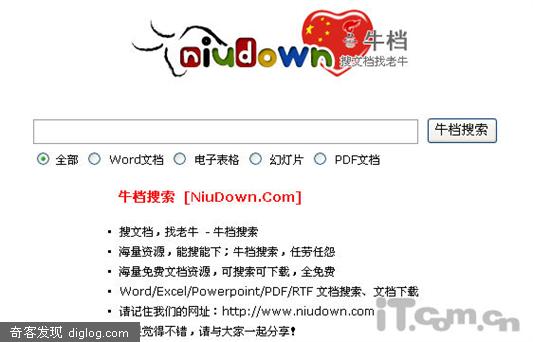 niudown 牛档
搜文档找老牛
牛档搜索
全部 Word文档 电子表格 幻灯片 PDF文档
牛档搜索 [NiuDown.Com]
• 搜文档，找老牛 - 牛档搜索
• 海量资源，能搜能下；牛档搜索，任劳任怨
• 海量免费文档资源，可搜索可下载，全免费
• Word/Excel/Powerpoint/PDF/RTF 文档搜索、文档下载
• 请记住我们的网址：http://www.niudown.com
觉得不错，请与大家一起分享！
iT.com.cn
奇客发现 diglog.com